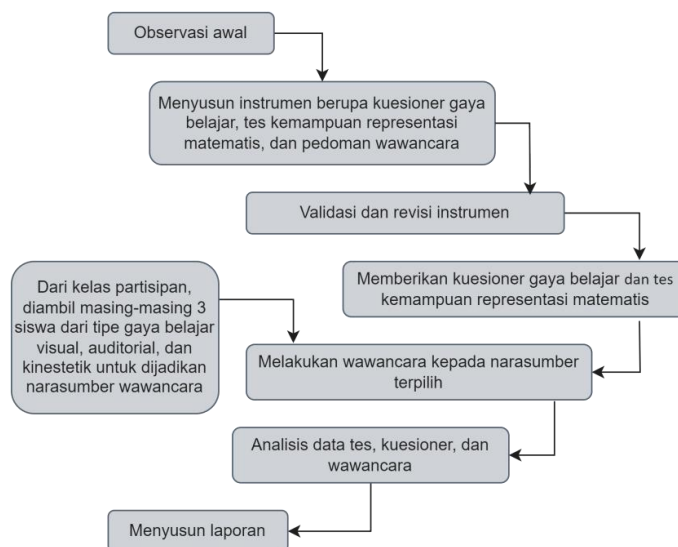 Observasi awal
Menyusun instrumen berupa kuesioner gaya
belajar, tes kemampuan representasi
matematis, dan pedoman wawancara
Validasi dan revisi instrumen
Memberikan kuesioner gaya belajar dan tes
kemampuan representasi matematis
Dari kelas partisipan,
diambil masing-masing 3
siswa dari tipe gaya belajar
visual, auditorial, dan
kinestetik untuk dijadikan
narasumber wawancara
Melakukan wawancara kepada narasumber
terpilih
Analisis data tes, kuesioner, dan
wawancara
Menyusun laporan